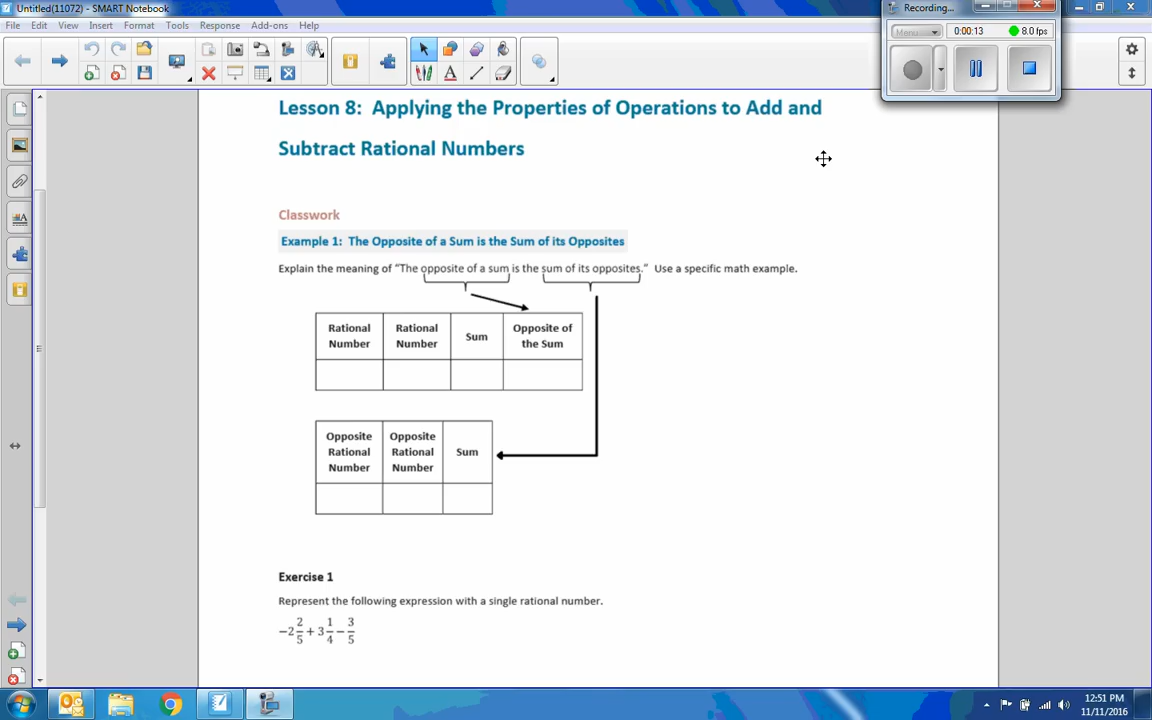 Untitled(11072) - SMART Notebook
Recording...
File Edit View Insert Format Tools Response Add-ons Help
Menu 0:00:13 8.0 fps
Lesson 8: Applying the Properties of Operations to Add and
Subtract Rational Numbers
Classwork
Example 1: The Opposite of a Sum is the Sum of its Opposites
Explain the meaning of “The opposite of a sum is the sum of its opposites.” Use a specific math example.
Rational Number Rational Number Sum Opposite of the Sum
Opposite Rational Number Opposite Rational Number Sum
Exercise 1
Represent the following expression with a single rational number.
−2 2/5 + 3 1/4 − 3/5
12:51 PM
11/11/2016